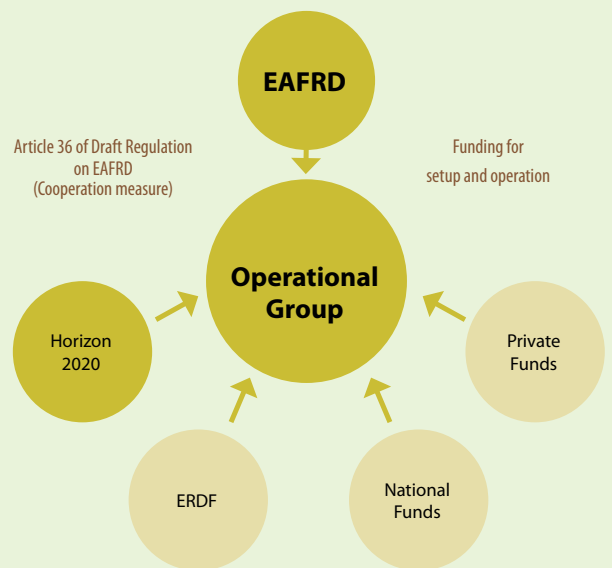 EAFRD
Article 36 of Draft Regulation
on EAFRD
(Cooperation measure)
Funding for
setup and operation
Operational
Group
Horizon
2020
Private
Funds
ERDF
National
Funds